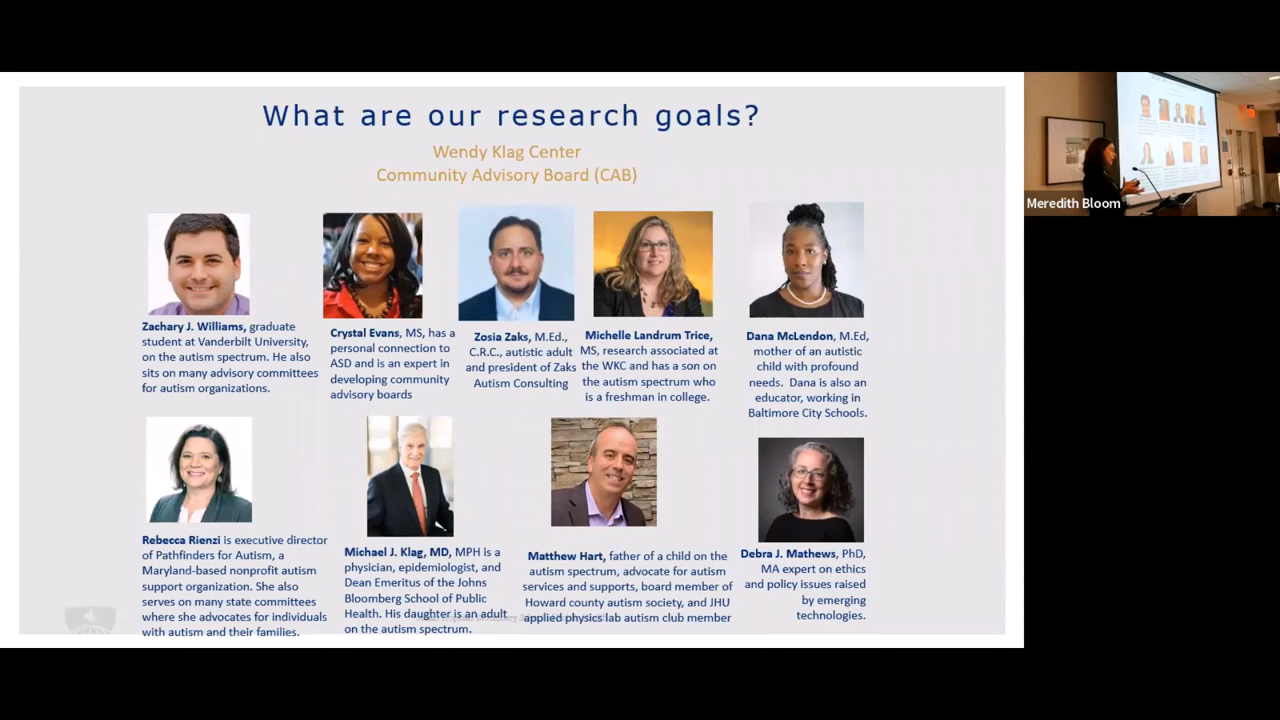 What are our research goals?
Wendy Klag Center
Community Advisory Board (CAB)
Meredith Bloom
Zachary J. Williams, graduate
student at Vanderbilt University,
on the autism spectrum. He also
sits on many advisory committees
for autism organizations.
Crystal Evans, MS, has a
personal connection to
ASD and is an expert in
developing community
advisory boards
Zosia Zaks, M.Ed.,
C.R.C., autistic adult
and president of Zaks
Autism Consulting
Michelle Landrum Trice,
MS, research associated at
the WKC and has a son on
the autism spectrum who
is a freshman in college.
Dana McLendon, M.Ed,
mother of an autistic
child with profound
needs. Dana is also an
educator, working in
Baltimore City Schools.
Rebecca Rienzi is executive director
of Pathfinders for Autism, a
Maryland-based nonprofit autism
support organization. She also
serves on many state committees
where she advocates for individuals
with autism and their families.
Michael J. Klag, MD, MPH is a
physician, epidemiologist, and
Dean Emeritus of the Johns
Bloomberg School of Public
Health. His daughter is an adult
on the autism spectrum.
Matthew Hart, father of a child on the
autism spectrum, advocate for autism
services and supports, board member of
Howard county autism society, and JHU
applied physics lab autism club member
Debra J. Mathews, PhD,
MA expert on ethics
and policy issues raised
by emerging
technologies.